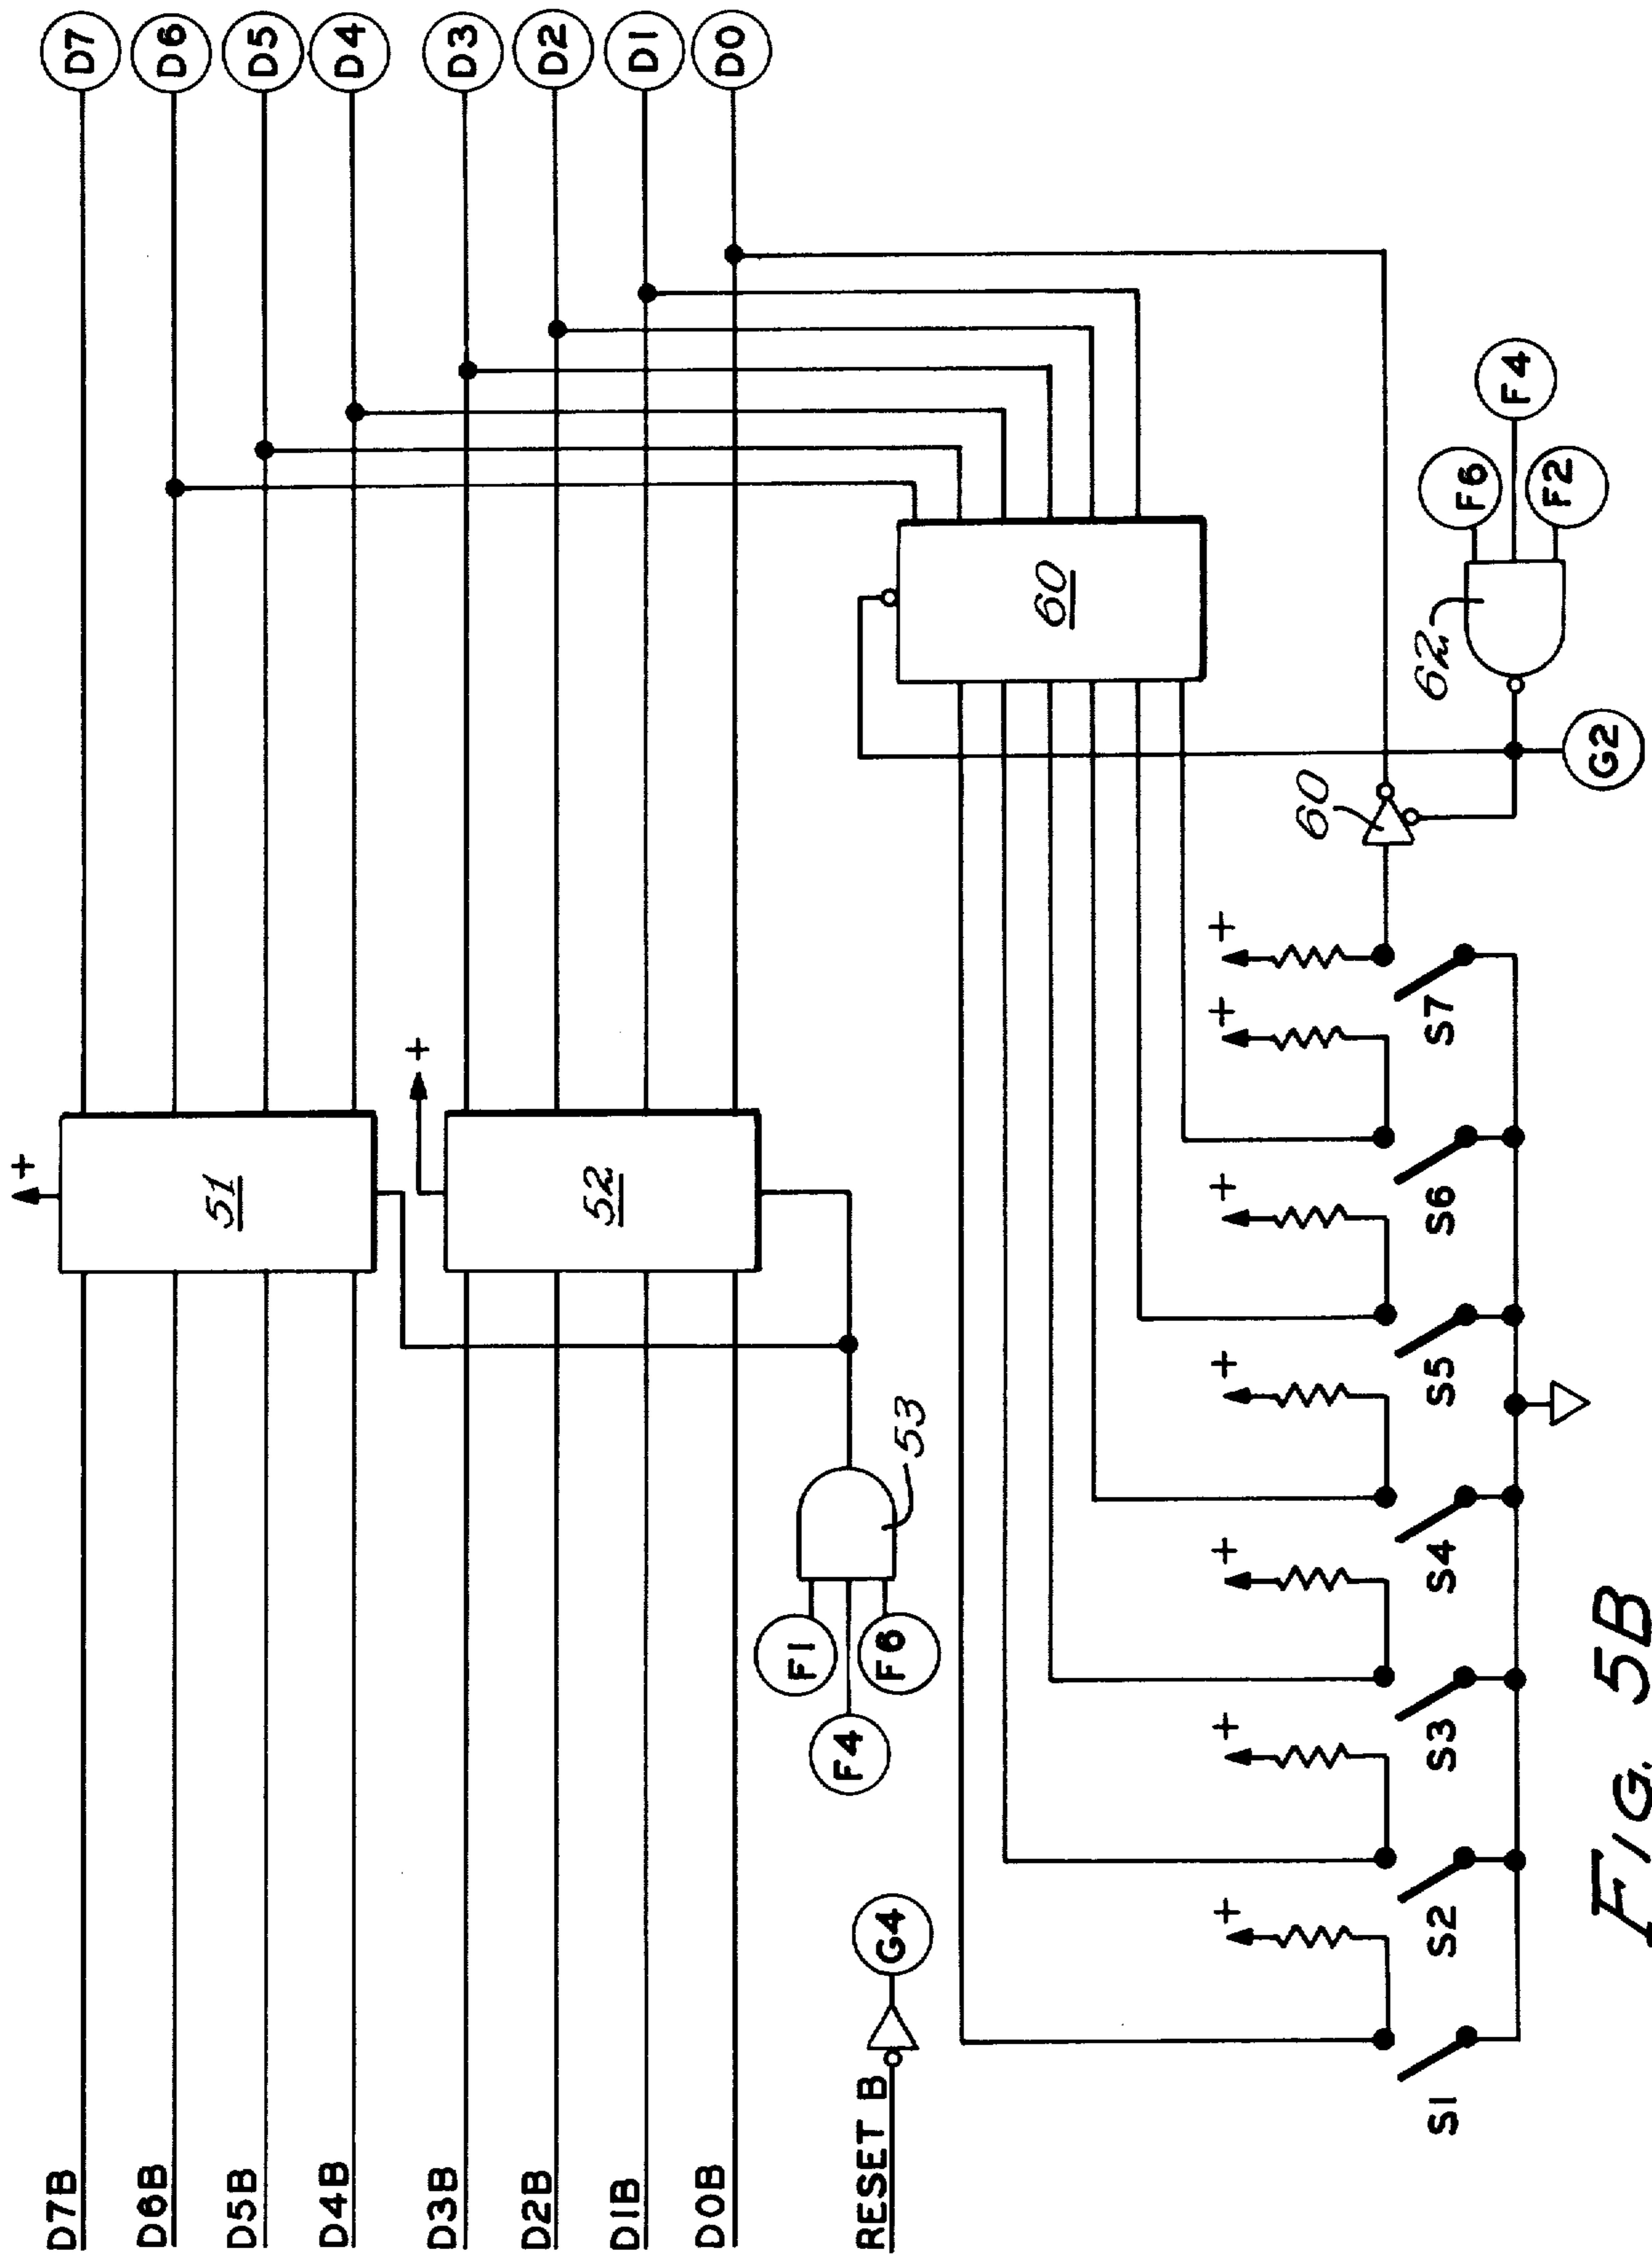 D7B
D6B
D5B
D4B
D3B
D2B
D1B
D0B
RESET B
G4
51
+
52
+
F1
F4
F6
53
D7
D6
D5
D4
D3
D2
D1
D0
60
60
62
F6
F4
F2
G2
+
+
+
+
+
+
+
S1
S2
S3
S4
S5
S6
S7
FIG. 5B